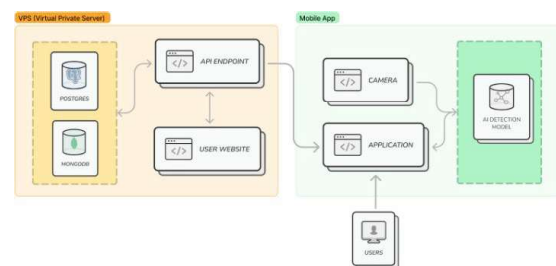 VPS (Virtual Private Server)
Mobile App
POSTGRES
MONGODB
API ENDPOINT
USER WEBSITE
CAMERA
APPLICATION
AI DETECTION
MODEL
USERS